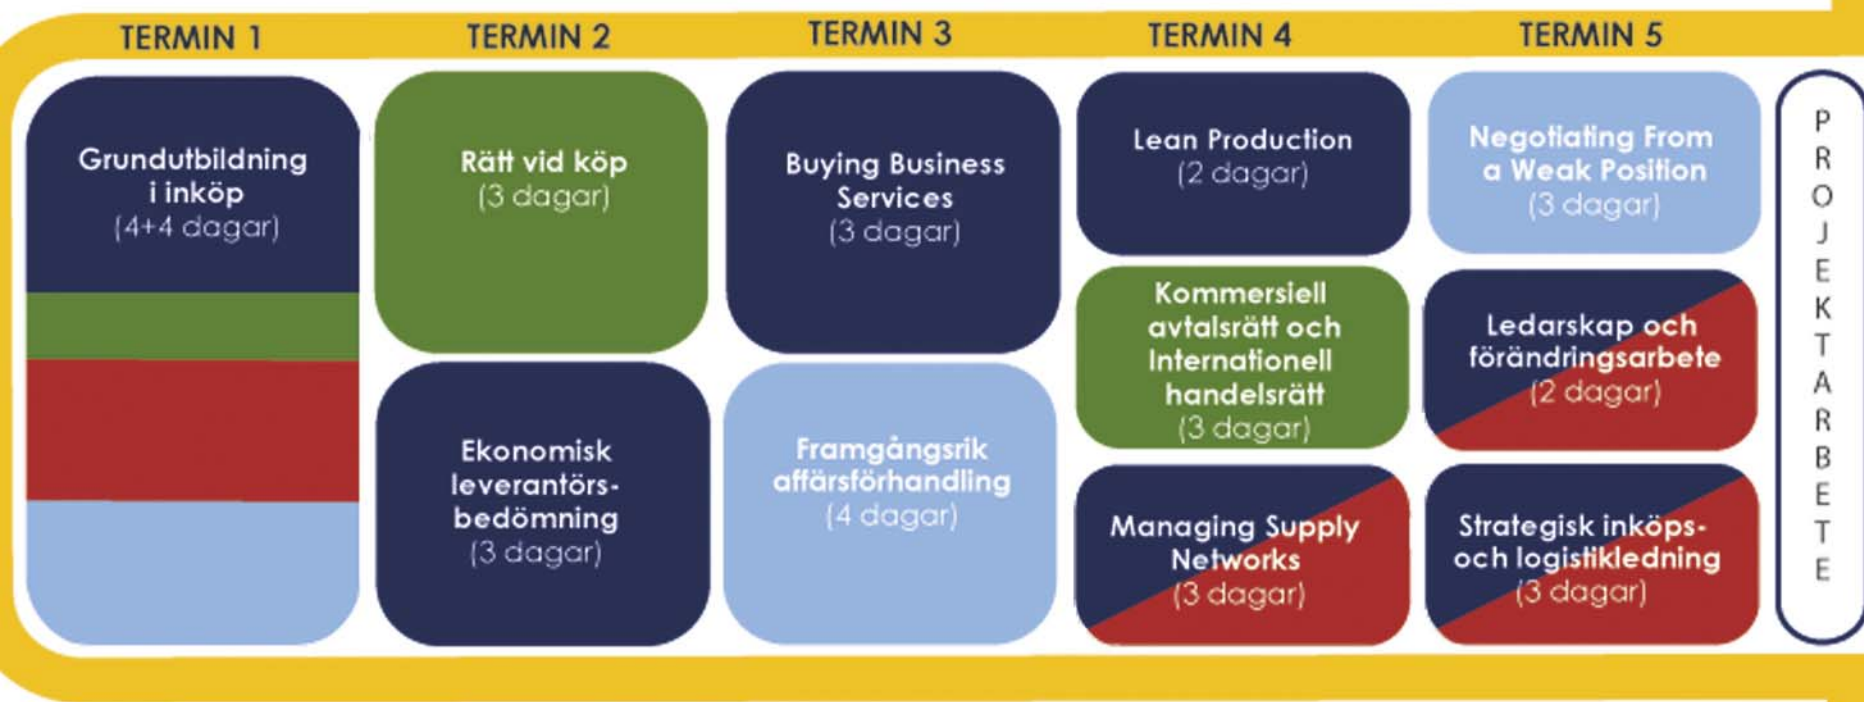 TERMIN 1
TERMIN 2
TERMIN 3
TERMIN 4
TERMIN 5
Grundutbildning
i inköp
(4+4 dagar)
Rätt vid köp
(3 dagar)
Ekonomisk
leverantörs-
bedömning
(3 dagar)
Buying Business
Services
(3 dagar)
Framgångsrik
affärsförhandling
(4 dagar)
Lean Production
(2 dagar)
Kommersiell
avtalsrätt och
Internationell
handelsrätt
(3 dagar)
Managing Supply
Networks
(3 dagar)
Negotiating From
a Weak Position
(3 dagar)
Ledarskap och
förändringsarbete
(2 dagar)
Strategisk inköps-
och logistikledning
(3 dagar)
PROJEKTARBETE